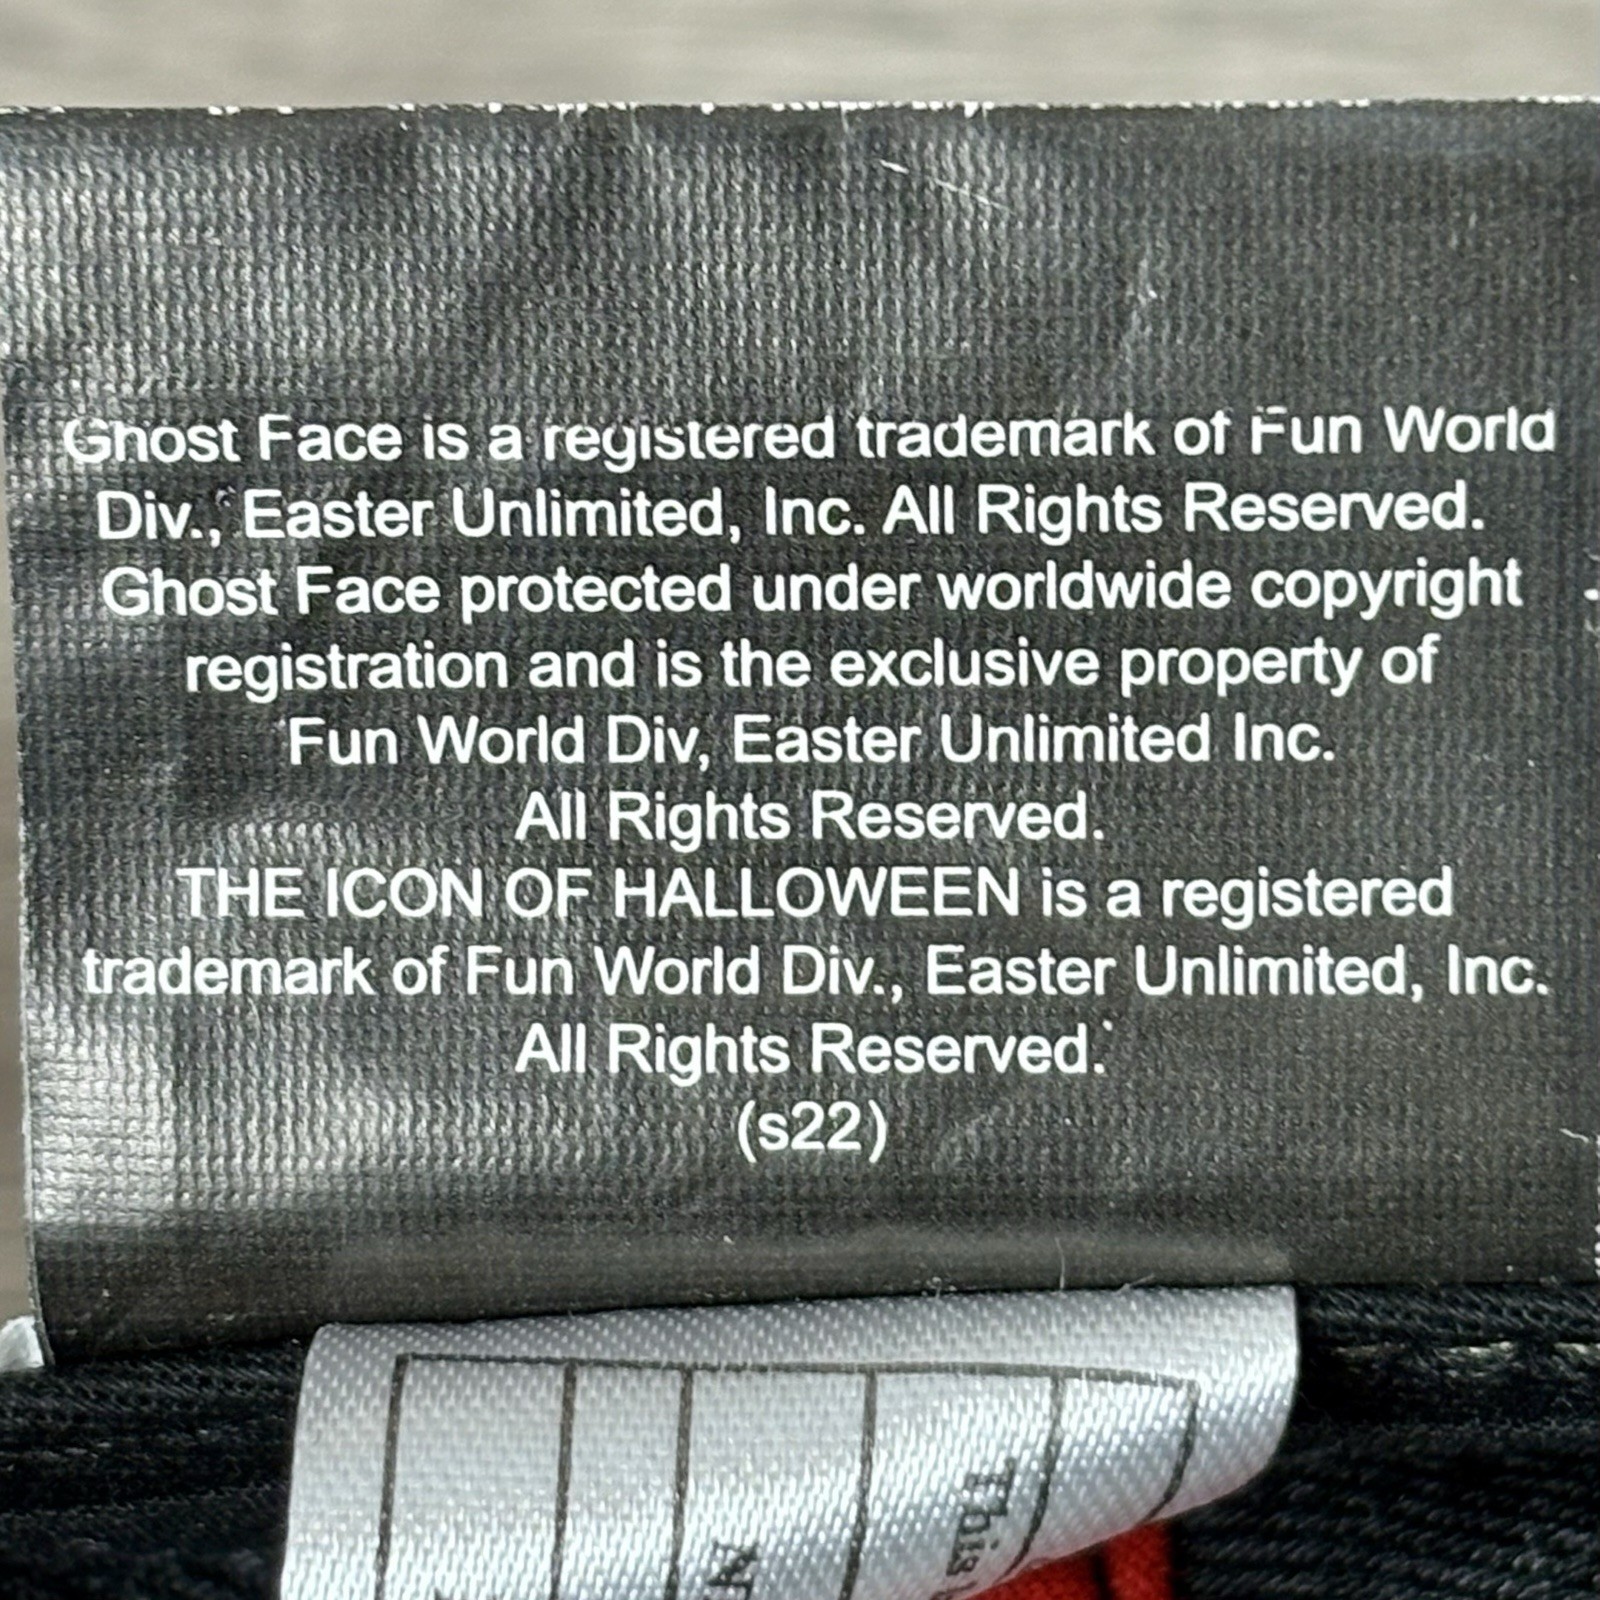 Ghost Face is a registered trademark of Fun World
Div., Easter Unlimited, Inc. All Rights Reserved.
Ghost Face protected under worldwide copyright
registration and is the exclusive property of
Fun World Div, Easter Unlimited Inc.
All Rights Reserved.
THE ICON OF HALLOWEEN is a registered
trademark of Fun World Div., Easter Unlimited, Inc.
All Rights Reserved.
(s22)
This